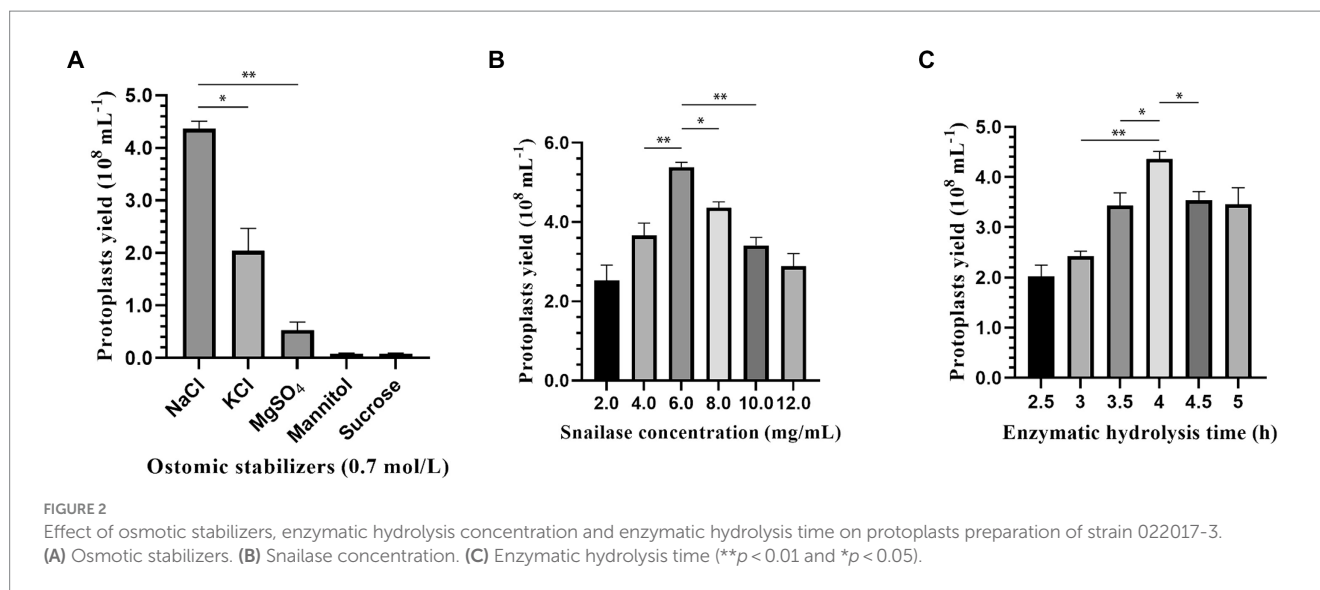 A
Protoplasts yield (10⁸ mL⁻¹)
5.0
4.0
3.0
2.0
1.0
0.0
**
*
NaCl
KCl
MgSO₄
Mannitol
Sucrose
Ostomic stabilizers (0.7 mol/L)
B
Protoplasts yield (10⁸ mL⁻¹)
6.0
4.0
2.0
0.0
**
*
**
2.0 4.0 6.0 8.0 10.0 12.0
Snailase concentration (mg/mL)
C
Protoplasts yield (10⁸ mL⁻¹)
5.0
4.0
3.0
2.0
1.0
0.0
*
*
**
2.5 3 3.5 4 4.5 5
Enzymatic hydrolysis time (h)
FIGURE 2
Effect of osmotic stabilizers, enzymatic hydrolysis concentration and enzymatic hydrolysis time on protoplasts preparation of strain 022017-3.
(A) Osmotic stabilizers. (B) Snailase concentration. (C) Enzymatic hydrolysis time (**p < 0.01 and *p < 0.05).